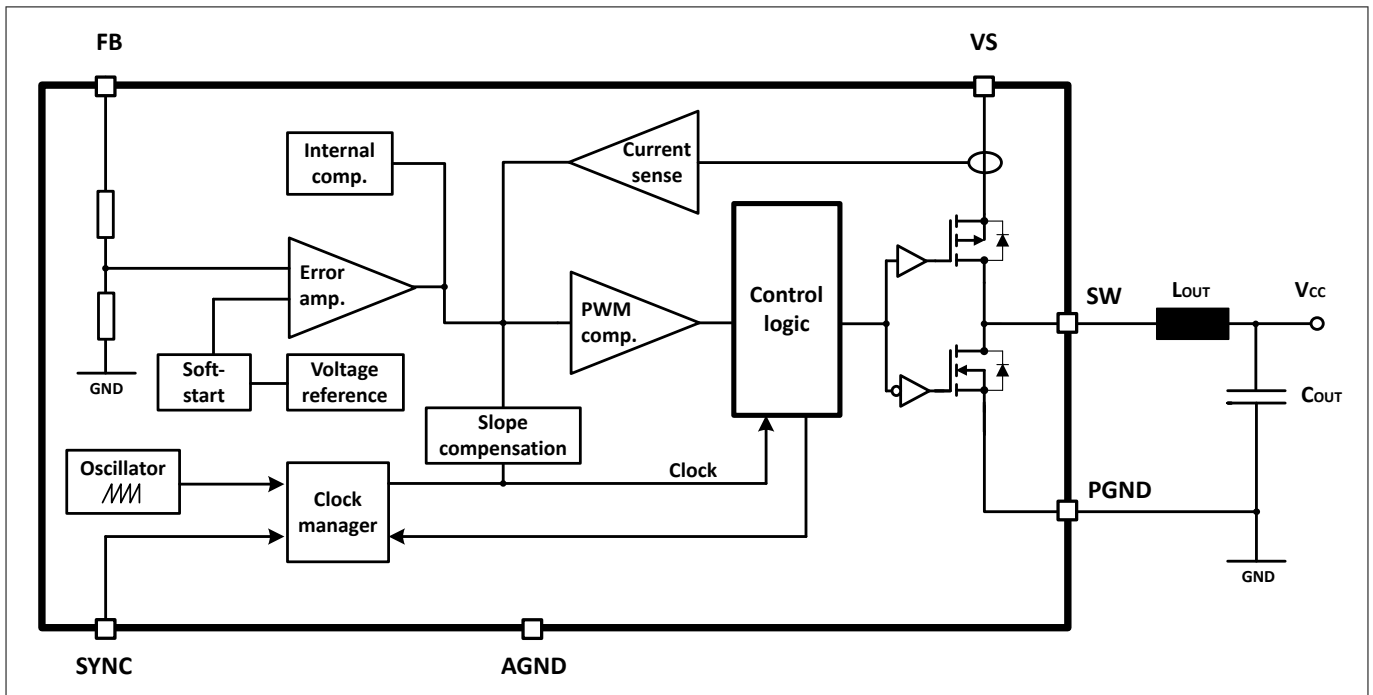 FB
VS
Internal
comp.
Current
sense
Error
amp.
PWM
comp.
Control
logic
SW
LOUT
VCC
GND
Soft-
start
Voltage
reference
COUT
Slope
compensation
Oscillator
Clock
manager
Clock
PGND
GND
SYNC
AGND